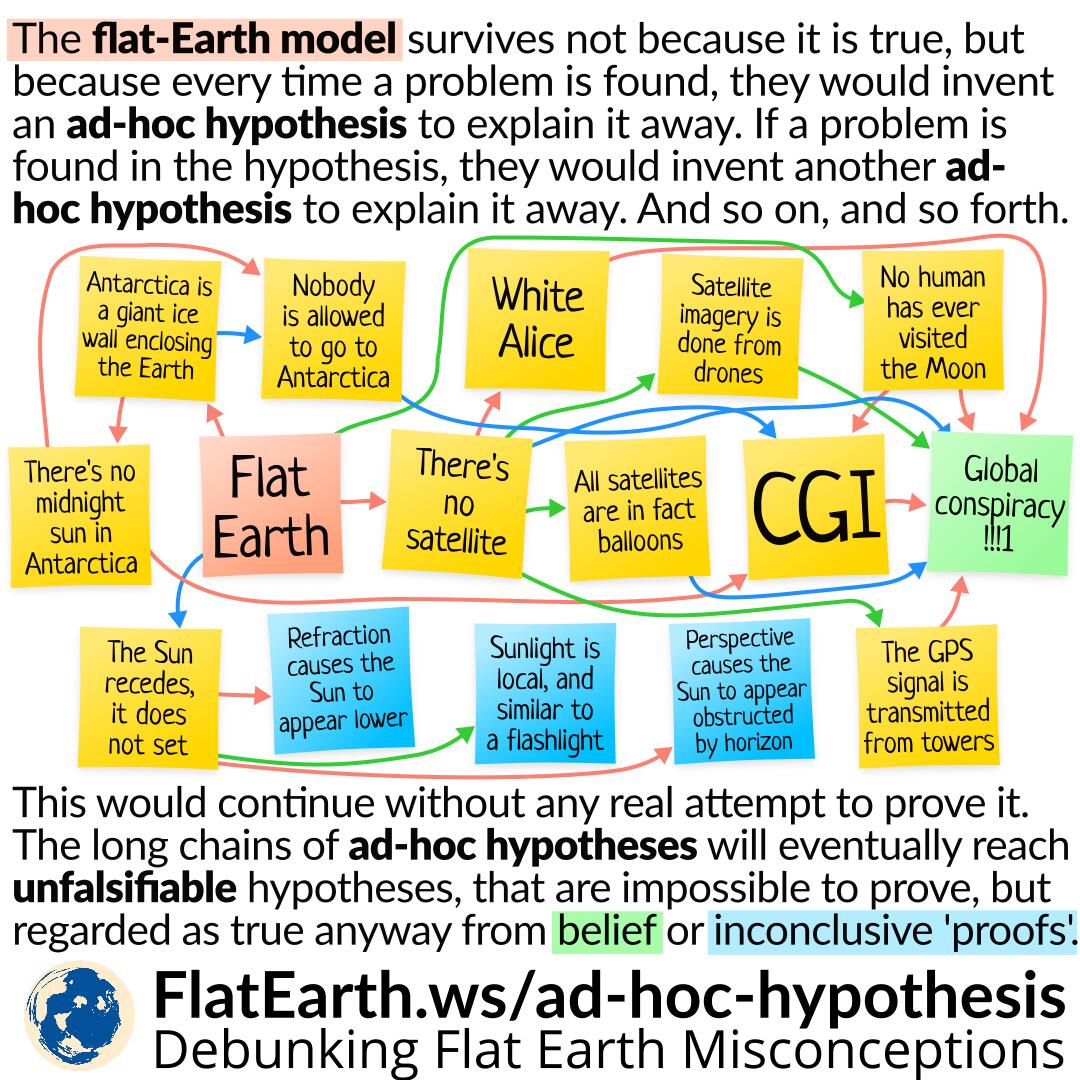 The flat-Earth model survives not because it is true, but
because every time a problem is found, they would invent
an ad-hoc hypothesis to explain it away. If a problem is
found in the hypothesis, they would invent another ad-
hoc hypothesis to explain it away. And so on, and so forth.
Antarctica is
a giant ice
wall enclosing
the Earth
Nobody
is allowed
to go to
Antarctica
White
Alice
Satellite
imagery is
done from
drones
No human
has ever
visited
the Moon
There's no
midnight
sun in
Antarctica
Flat
Earth
There's
no
satellite
All satellites
are in fact
balloons
CGI
Global
conspiracy
!!!1
The Sun
recedes,
it does
not set
Refraction
causes the
Sun to
appear lower
Sunlight is
local, and
similar to
a flashlight
Perspective
causes the
Sun to appear
obstructed
by horizon
The GPS
signal is
transmitted
from towers
This would continue without any real attempt to prove it.
The long chains of ad-hoc hypotheses will eventually reach
unfalsifiable hypotheses, that are impossible to prove, but
regarded as true anyway from belief or inconclusive 'proofs'.
FlatEarth.ws/ad-hoc-hypothesis
Debunking Flat Earth Misconceptions